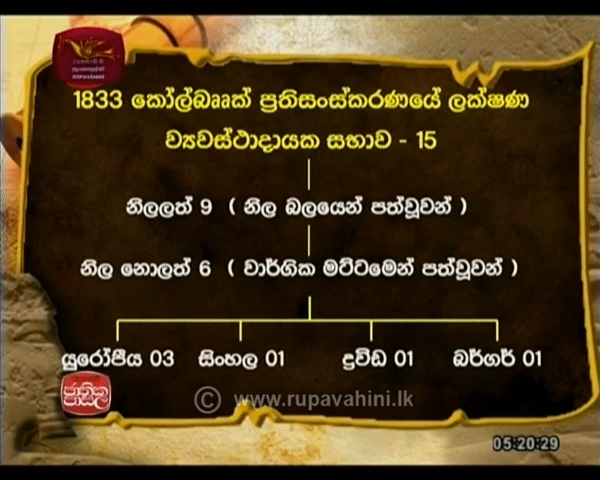 1833 කෝල්බෲක් ප්‍රතිසංස්කරණයේ ලක්ෂණ
ව්‍යවස්ථාදායක සභාව - 15
නිලලත් 9 ( නිල බලයෙන් පත්වූවන් )
නිල නොලත් 6 ( වාර්ගික මට්ටමෙන් පත්වූවන් )
යුරෝපීය 03 සිංහල 01 ද්‍රවිඩ 01 බර්ගර් 01
ජාතික
පාසල
© www.rupavahini.lk
05:20:29